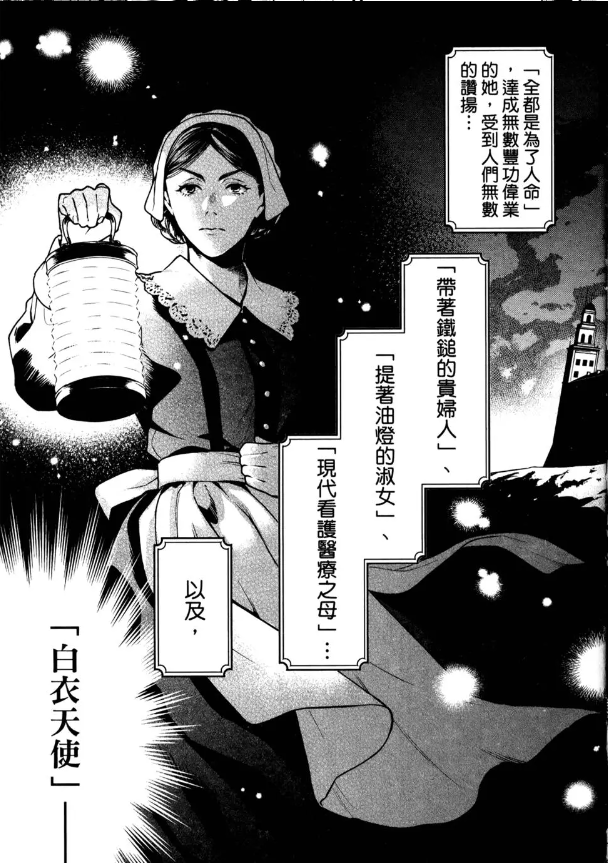 「全都是為了人命」
，達成無數豐功偉業
的她，受到人們無數
的讚揚…
「帶著鐵鎚的貴婦人」、
「提著油燈的淑女」、
「現代看護醫療之母」…
以及，
「白衣天使」——